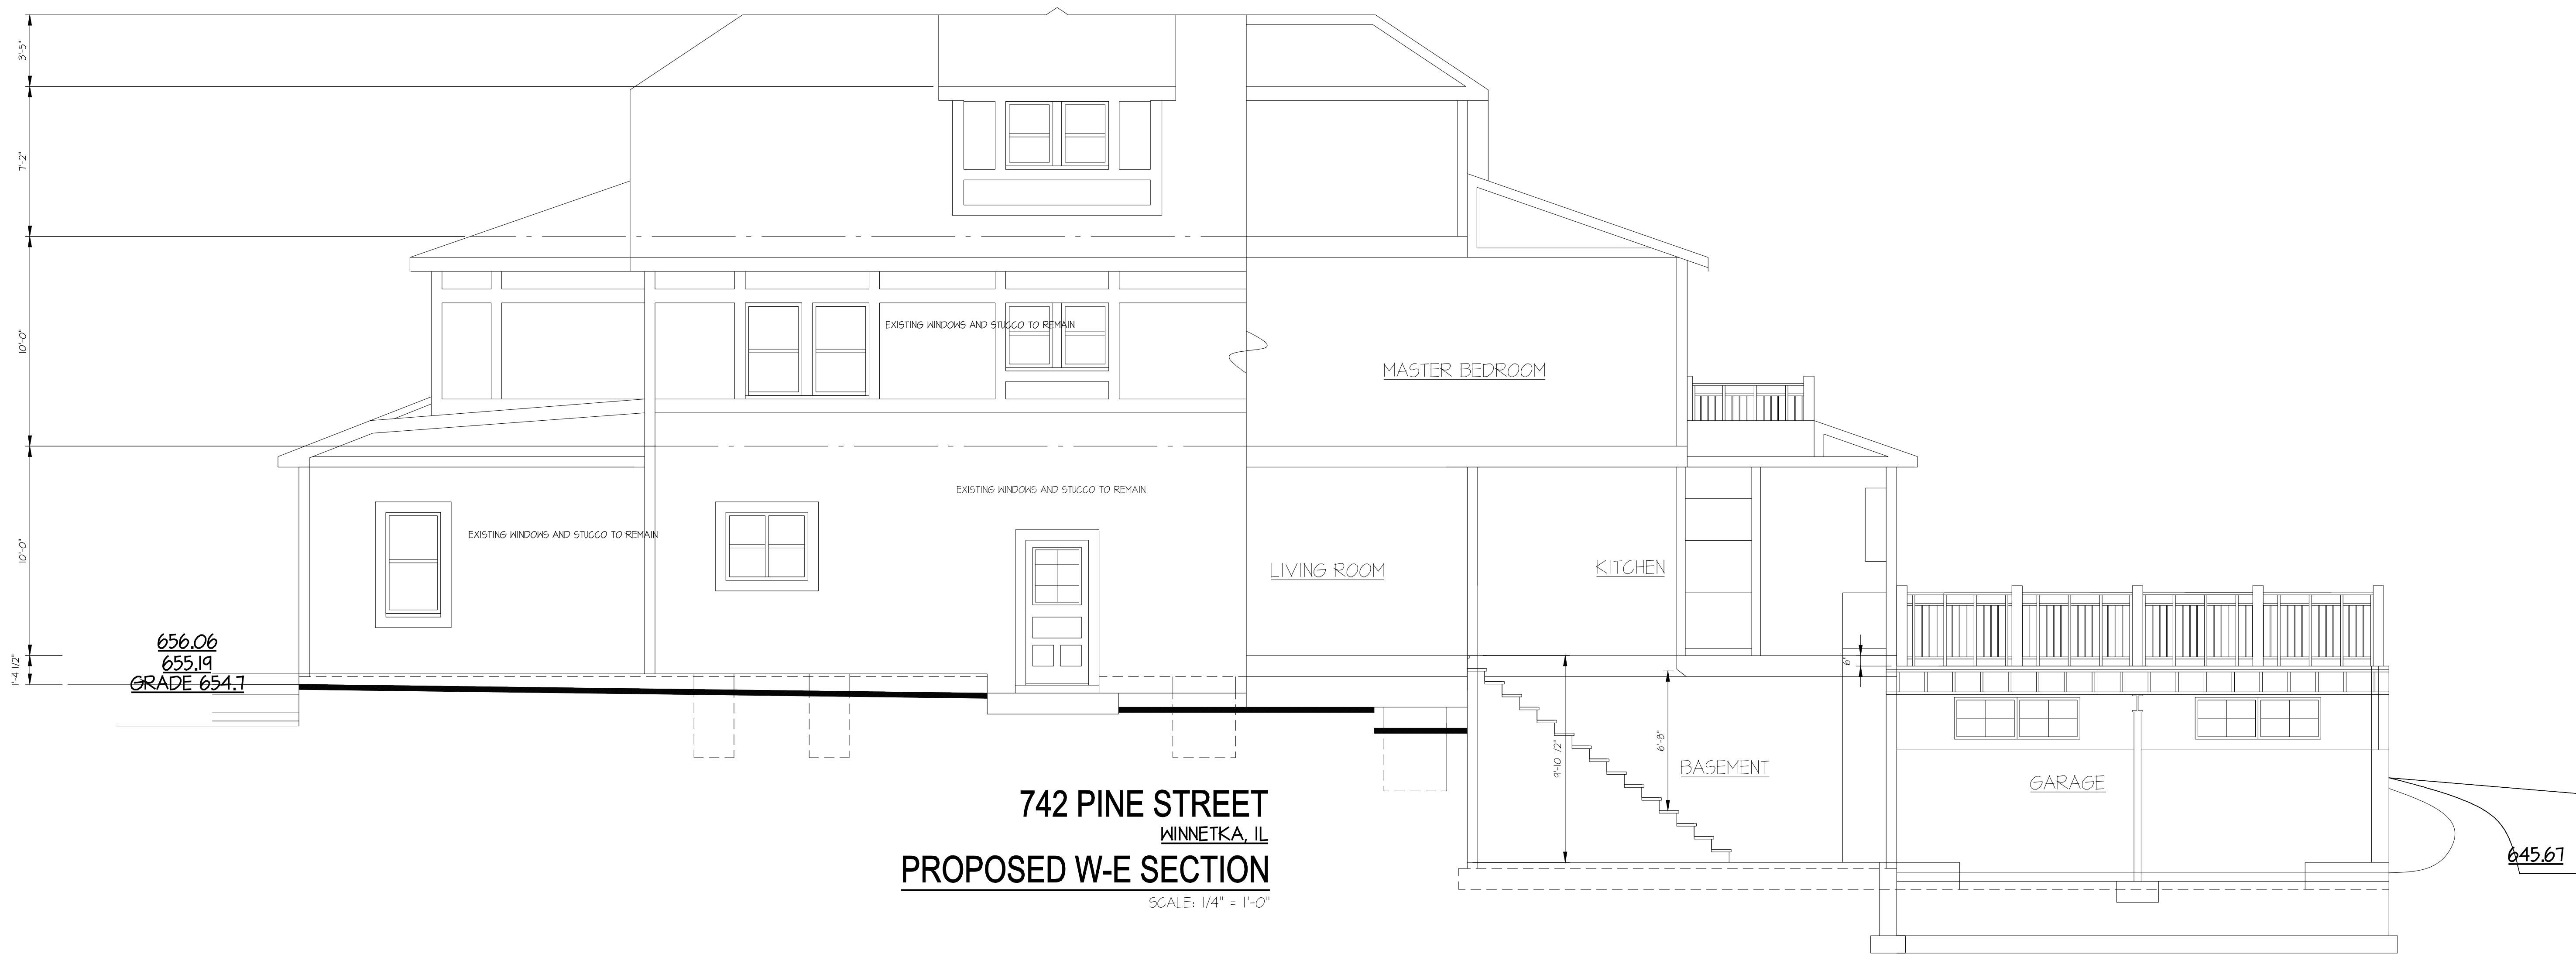 3'-5"
7'-2"
10'-0"
10'-0"
1'-4 1/2"
EXISTING WINDOWS AND STUCCO TO REMAIN
MASTER BEDROOM
EXISTING WINDOWS AND STUCCO TO REMAIN
EXISTING WINDOWS AND STUCCO TO REMAIN
LIVING ROOM
KITCHEN
656.06
655.19
GRADE 654.7
6"
9'-10 1/2"
6'-8"
BASEMENT
GARAGE
645.67
742 PINE STREET
WINNETKA, IL
PROPOSED W-E SECTION
SCALE: 1/4" = 1'-0"